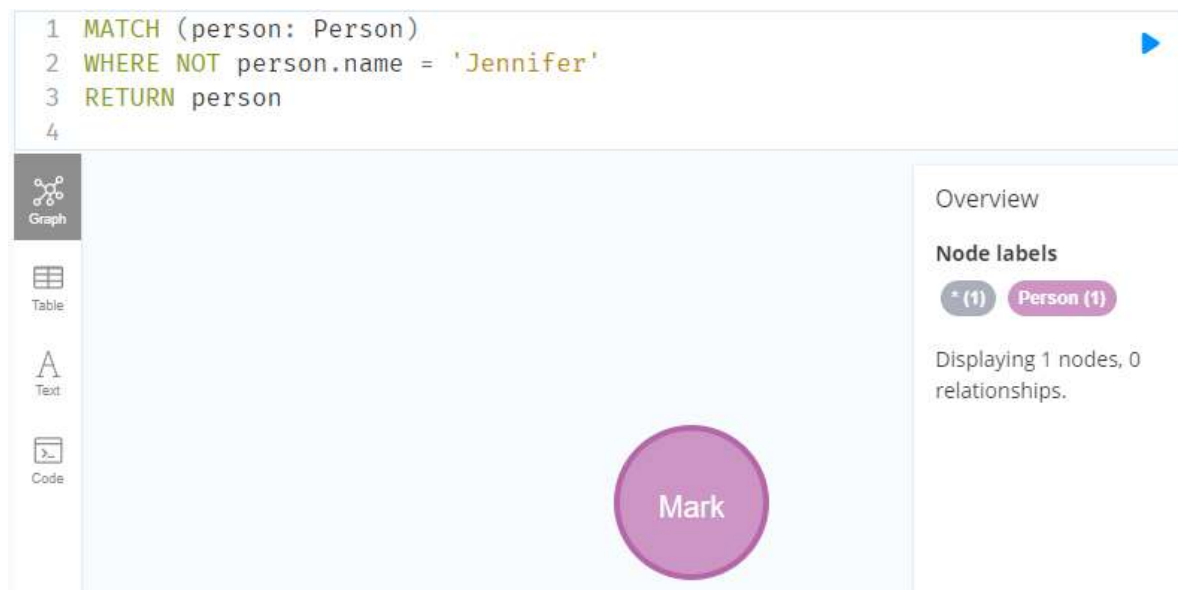 1 MATCH (person: Person)
2 WHERE NOT person.name = 'Jennifer'
3 RETURN person
4
Graph
Table
A
Text
Code
Overview
Node labels
* (1) Person (1)
Displaying 1 nodes, 0
relationships.
Mark